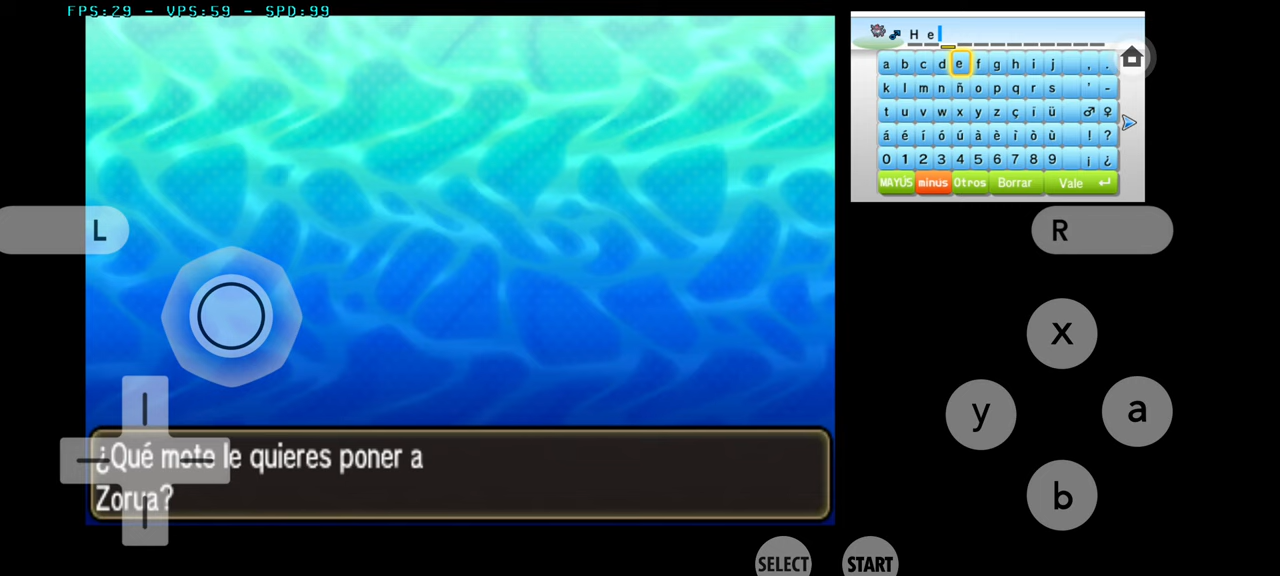 FPS:29 - VPS:59 - SPD:99
H e
a b c d e f g h i j , .
k l m n ñ o p q r s ' -
t u v w x y z ç ï ü ♂ ♀
á é í ó ú à è ì ò ù ! ?
0 1 2 3 4 5 6 7 8 9 ¡ ¿
MAYÚS minús Otros Borrar Vale
L
R
x
y
a
b
¿Qué mote le quieres poner a
Zorua?
SELECT START